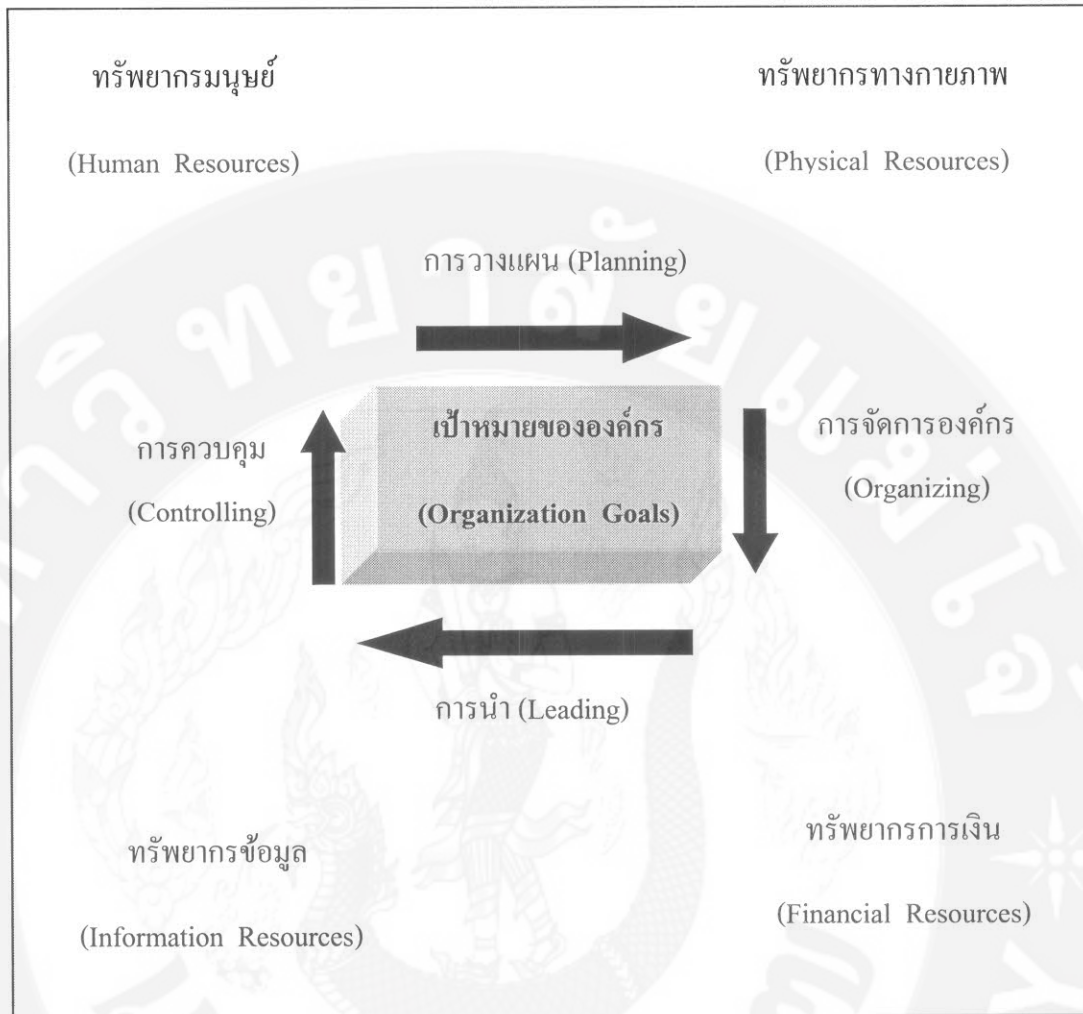 ทรัพยากรมนุษย์
(Human Resources)
ทรัพยากรทางกายภาพ
(Physical Resources)
การวางแผน (Planning)
การควบคุม
(Controlling)
เป้าหมายขององค์กร
(Organization Goals)
การจัดการองค์กร
(Organizing)
การนำ (Leading)
ทรัพยากรข้อมูล
(Information Resources)
ทรัพยากรการเงิน
(Financial Resources)